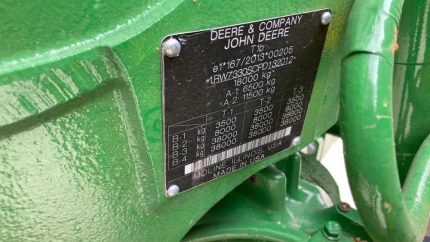 DEERE & COMPANY
JOHN DEERE
T1b
e1*167/2013*00205
*1RW7330SCPD132012*
18000 kg
A-1: 6500 kg
A-2: 11500 kg
T-1 T-2 T-3
B-1 kg 3500 3500 3500
B-2 kg 8000 8000 8000
B-3 kg 38000 38000 38000
B-4 kg 38000 38000 38000
MOLINE ILLINOIS USA
MADE IN USA